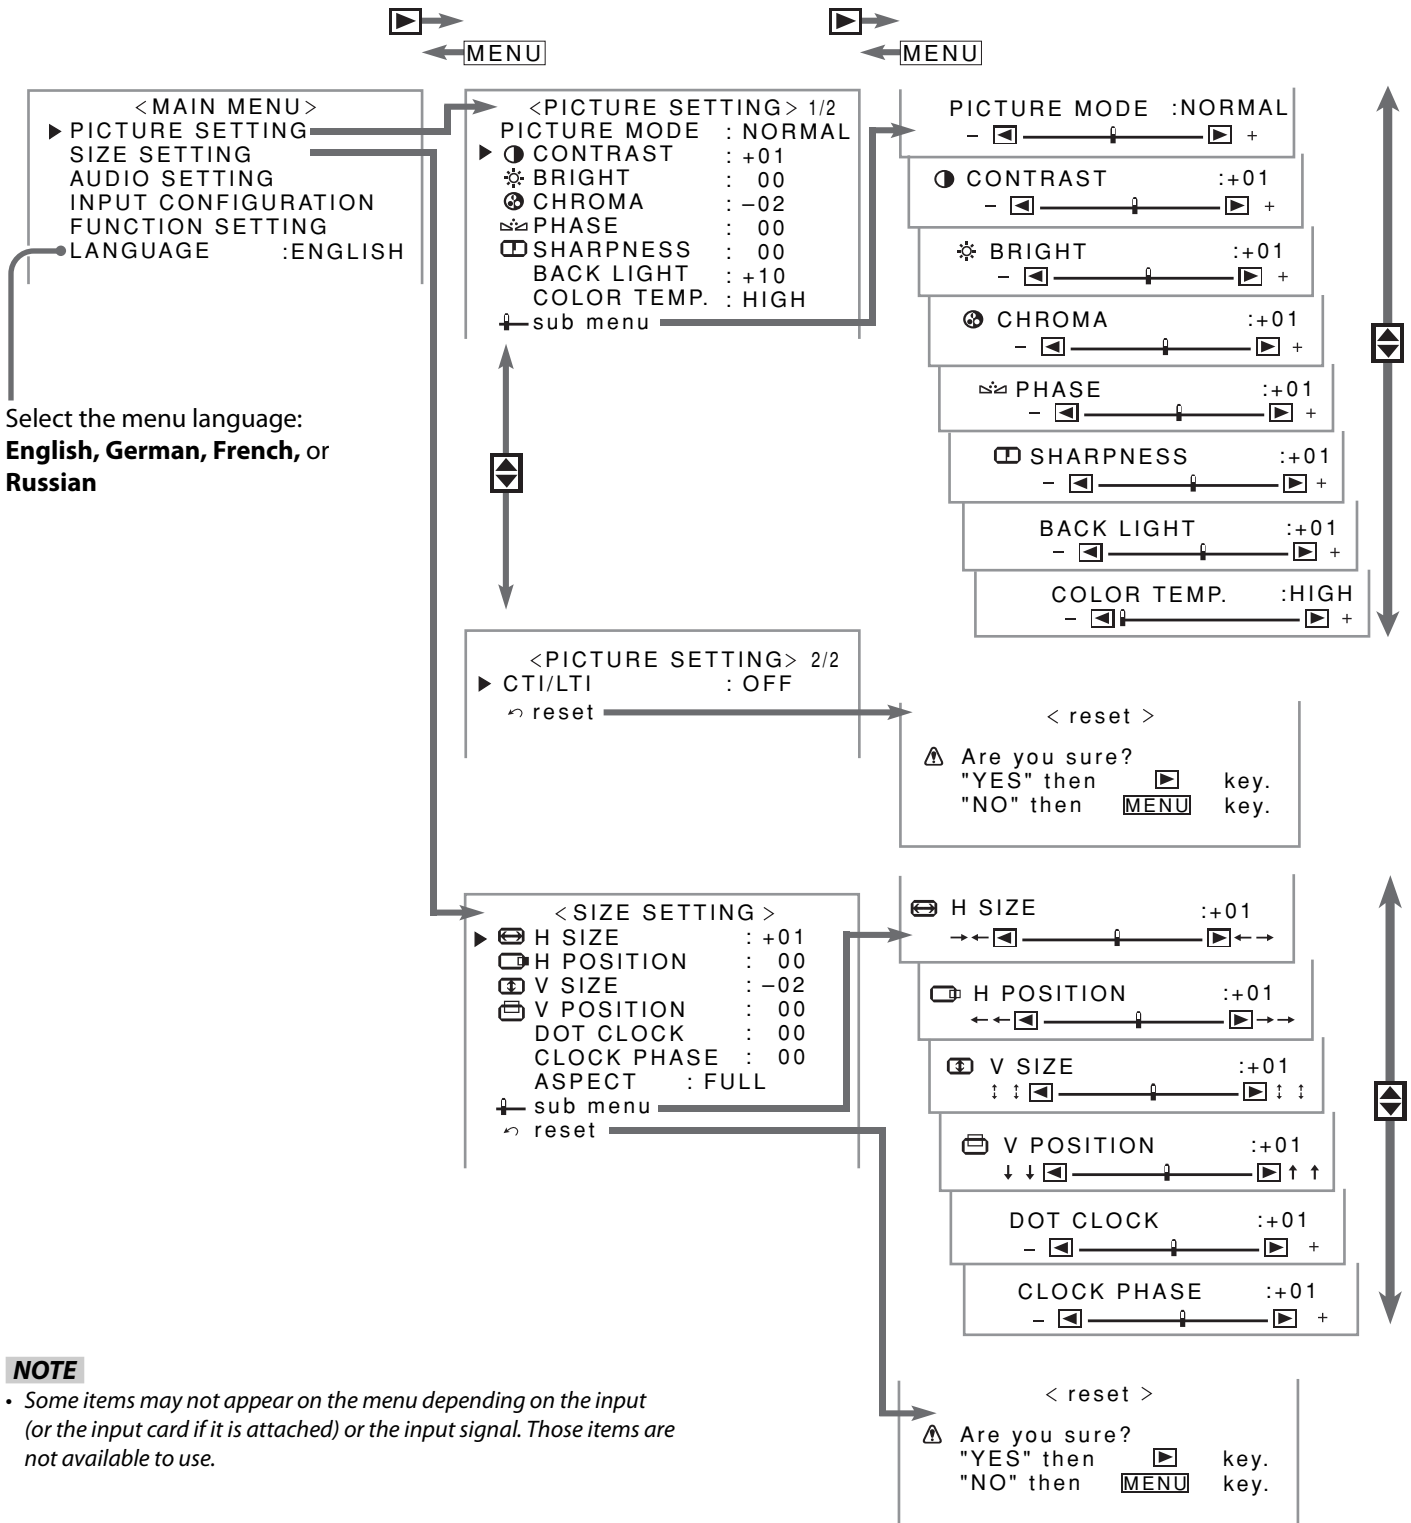 MENU
MENU
<MAIN MENU>
PICTURE SETTING
SIZE SETTING
AUDIO SETTING
INPUT CONFIGURATION
FUNCTION SETTING
LANGUAGE :ENGLISH
Select the menu language:
English, German, French, or
Russian
<PICTURE SETTING> 1/2
PICTURE MODE : NORMAL
CONTRAST : +01
BRIGHT : 00
CHROMA : –02
PHASE : 00
SHARPNESS : 00
BACK LIGHT : +10
COLOR TEMP. : HIGH
sub menu
PICTURE MODE :NORMAL
– +
CONTRAST :+01
– +
BRIGHT :+01
– +
CHROMA :+01
– +
PHASE :+01
– +
SHARPNESS :+01
– +
BACK LIGHT :+01
– +
COLOR TEMP. :HIGH
– +
<PICTURE SETTING> 2/2
CTI/LTI : OFF
reset
< reset >
Are you sure?
"YES" then key.
"NO" then MENU key.
<SIZE SETTING >
H SIZE : +01
H POSITION : 00
V SIZE : –02
V POSITION : 00
DOT CLOCK : 00
CLOCK PHASE : 00
ASPECT : FULL
sub menu
reset
H SIZE :+01
H POSITION :+01
V SIZE :+01
V POSITION :+01
DOT CLOCK :+01
– +
CLOCK PHASE :+01
– +
< reset >
Are you sure?
"YES" then key.
"NO" then MENU key.
NOTE
• Some items may not appear on the menu depending on the input
(or the input card if it is attached) or the input signal. Those items are
not available to use.